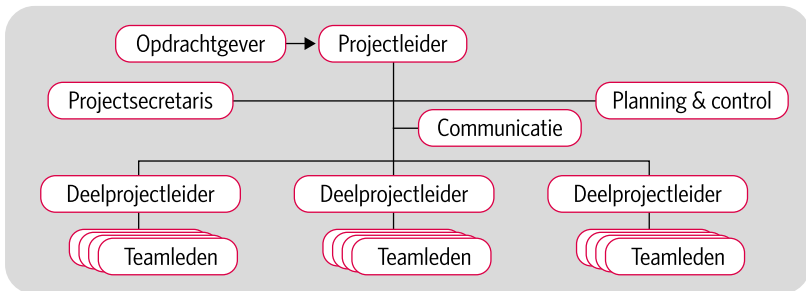 Opdrachtgever
Projectleider
Projectsecretaris
Planning & control
Communicatie
Deelprojectleider
Deelprojectleider
Deelprojectleider
Teamleden
Teamleden
Teamleden